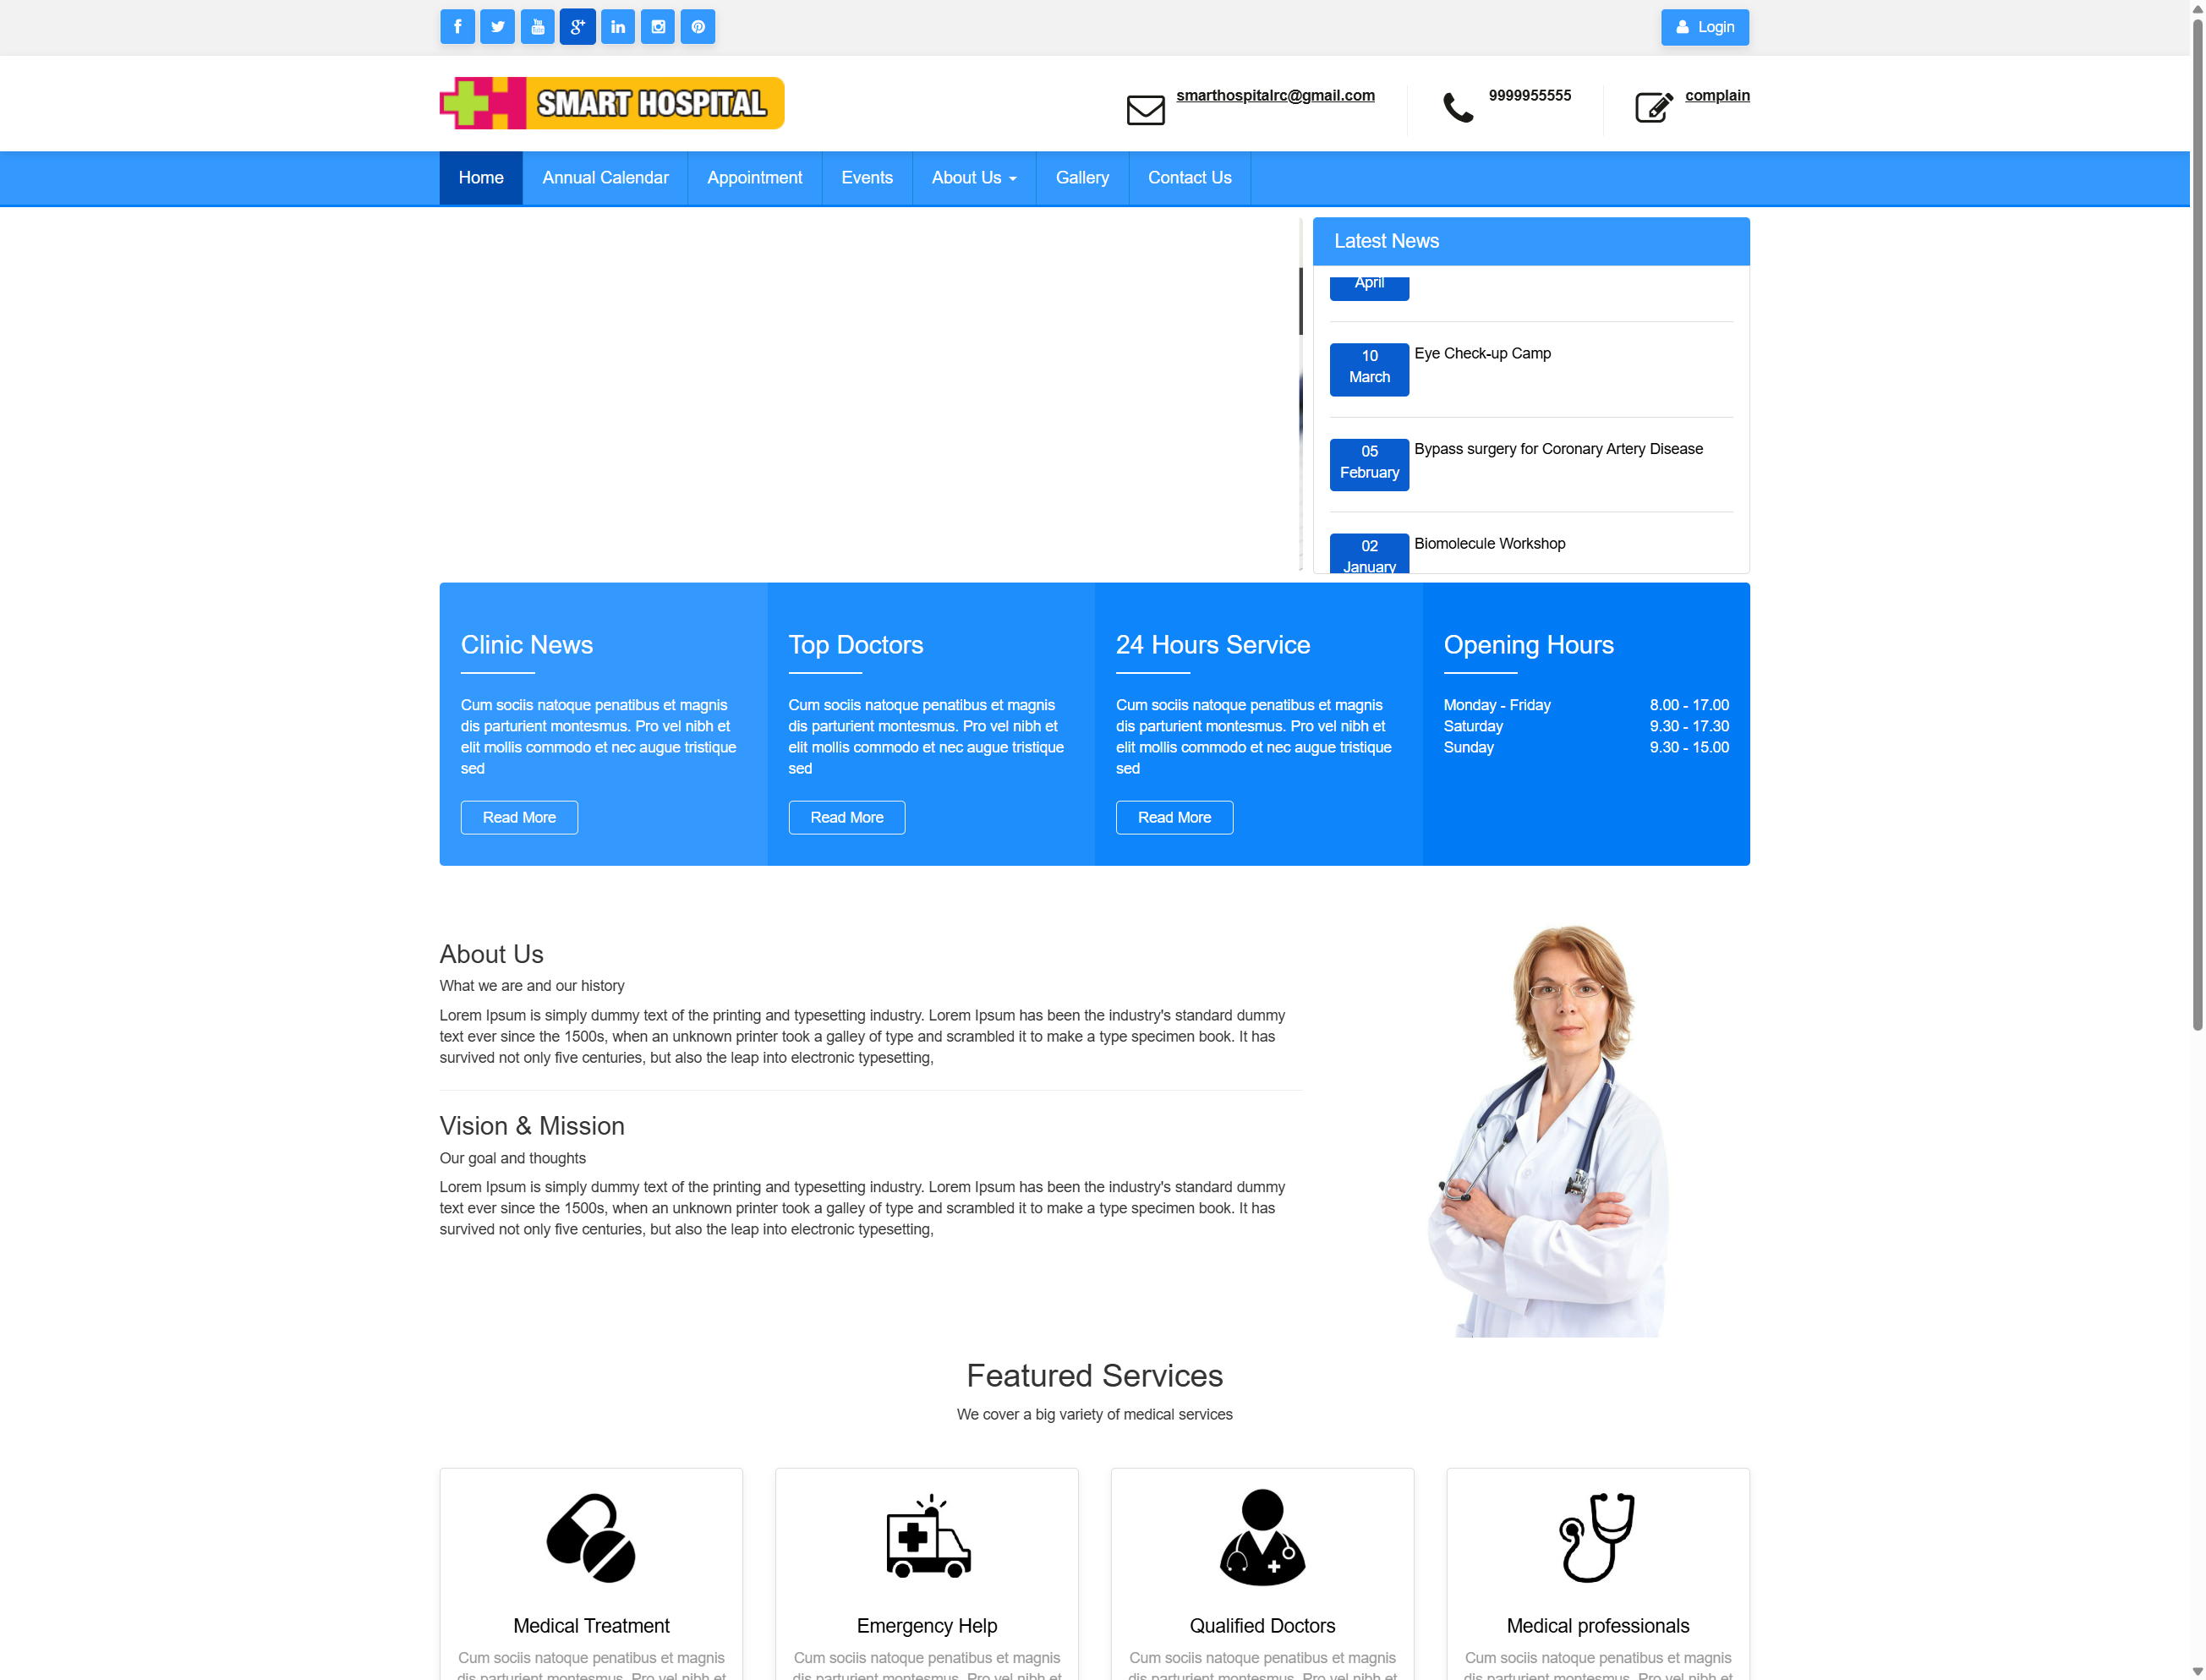 Login
SMART HOSPITAL
smarthospitalrc@gmail.com
9999955555
complain
Home
Annual Calendar
Appointment
Events
About Us
Gallery
Contact Us
Latest News
April
10
March
Eye Check-up Camp
05
February
Bypass surgery for Coronary Artery Disease
02
January
Biomolecule Workshop
Clinic News
Cum sociis natoque penatibus et magnis
dis parturient montesmus. Pro vel nibh et
elit mollis commodo et nec augue tristique
sed
Read More
Top Doctors
Cum sociis natoque penatibus et magnis
dis parturient montesmus. Pro vel nibh et
elit mollis commodo et nec augue tristique
sed
Read More
24 Hours Service
Cum sociis natoque penatibus et magnis
dis parturient montesmus. Pro vel nibh et
elit mollis commodo et nec augue tristique
sed
Read More
Opening Hours
Monday - Friday 8.00 - 17.00
Saturday 9.30 - 17.30
Sunday 9.30 - 15.00
About Us
What we are and our history
Lorem Ipsum is simply dummy text of the printing and typesetting industry. Lorem Ipsum has been the industry's standard dummy
text ever since the 1500s, when an unknown printer took a galley of type and scrambled it to make a type specimen book. It has
survived not only five centuries, but also the leap into electronic typesetting,
Vision & Mission
Our goal and thoughts
Lorem Ipsum is simply dummy text of the printing and typesetting industry. Lorem Ipsum has been the industry's standard dummy
text ever since the 1500s, when an unknown printer took a galley of type and scrambled it to make a type specimen book. It has
survived not only five centuries, but also the leap into electronic typesetting,
Featured Services
We cover a big variety of medical services
Medical Treatment
Cum sociis natoque penatibus et magnis
dis parturient montesmus. Pro vel nibh et
Emergency Help
Cum sociis natoque penatibus et magnis
dis parturient montesmus. Pro vel nibh et
Qualified Doctors
Cum sociis natoque penatibus et magnis
dis parturient montesmus. Pro vel nibh et
Medical professionals
Cum sociis natoque penatibus et magnis
dis parturient montesmus. Pro vel nibh et